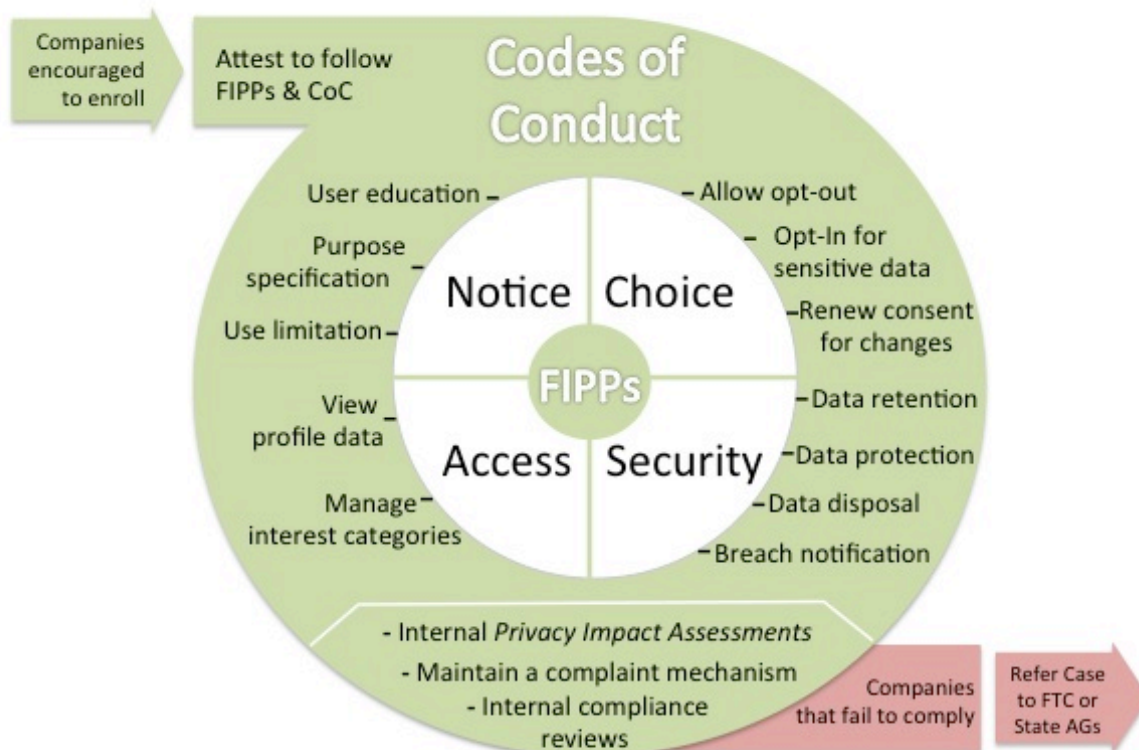 Companies
encouraged
to enroll
Attest to follow
FIPPs & CoC
Codes of
Conduct
User education
Purpose
specification
Use limitation
View
profile data
Manage
interest categories
Notice
Choice
FIPPs
Access
Security
Allow opt-out
Opt-In for
sensitive data
Renew consent
for changes
Data retention
Data protection
Data disposal
Breach notification
- Internal Privacy Impact Assessments
- Maintain a complaint mechanism
- Internal compliance
reviews
Companies
that fail to comply
Refer Case
to FTC or
State AGs